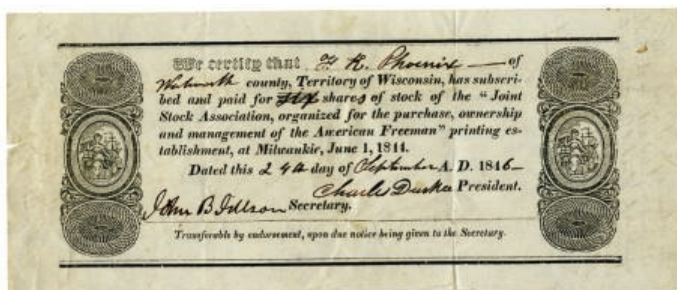 We certify that F. K. Phoenix — of
Walworth county, Territory of Wisconsin, has subscri-
bed and paid for shares of stock of the "Joint
Stock Association, organized for the purchase, ownership
and management of the American Freeman" printing es-
tablishment, at Milwaukie, June 1, 1844.
Dated this 24th day of September A. D. 1846—
Charles Durkee President.
John B Secretary.
Transferable by endorsement, upon due notice being given to the Secretary.